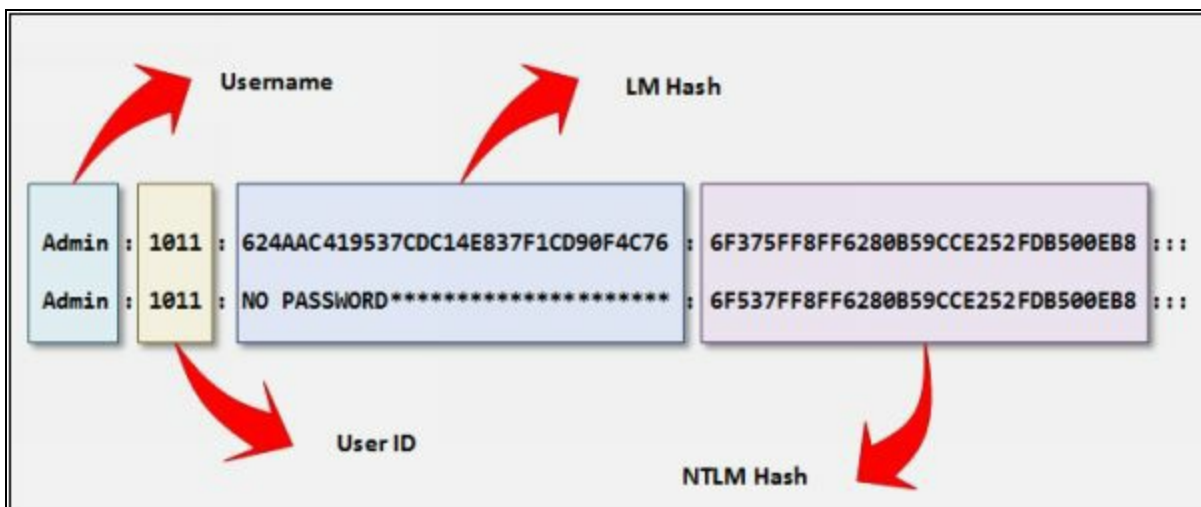 Username
LM Hash
Admin : 1011 : 624AAC419537CDC14E837F1CD90F4C76 : 6F375FF8FF6280B59CCE252FDB500EB8 :::
Admin : 1011 : NO PASSWORD********************* : 6F537FF8FF6280B59CCE252FDB500EB8 :::
User ID
NTLM Hash